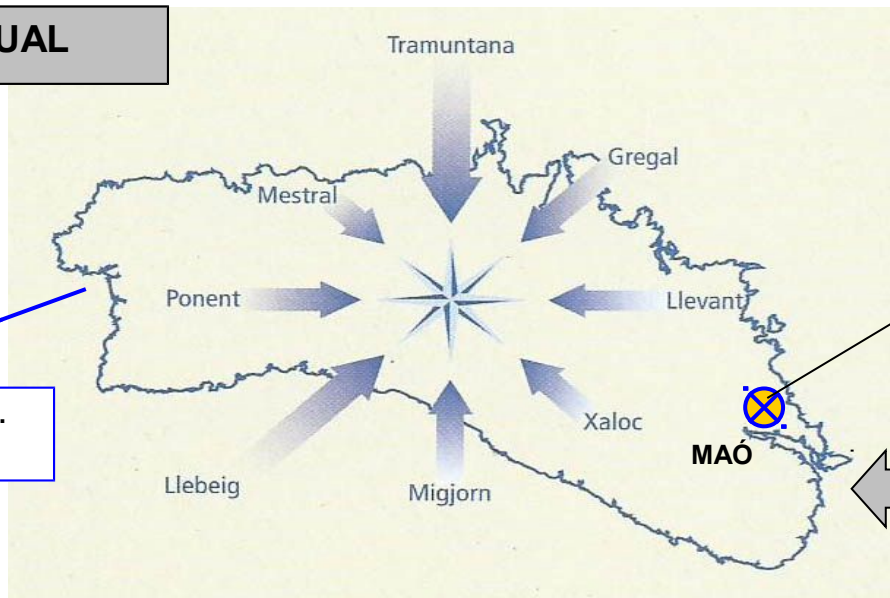 UAL
Tramuntana
Gregal
Mestral
Ponent
Llevant
.
Xaloc
MAÓ
Llebeig
Migjorn